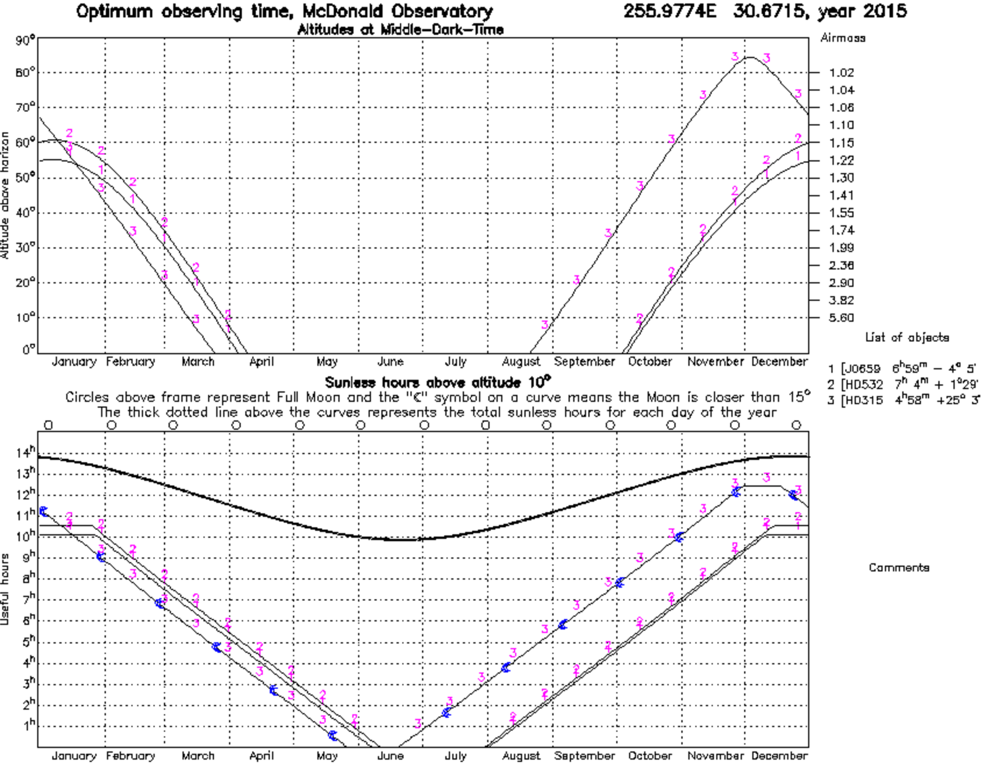 Optimum observing time, McDonald Observatory 255.9774E 30.6715, year 2015
Altitudes at Middle-Dark-Time
Airmass
Altitude above horizon
90°
80°
70°
60°
50°
40°
30°
20°
10°
0°
1.02
1.04
1.06
1.10
1.15
1.22
1.30
1.41
1.55
1.74
1.99
2.36
2.90
3.82
5.60
January February March April May June July August September October November December
List of objects
1 [J0659 6h59m - 4° 5'
2 [HD532 7h 4m + 1°29'
3 [HD315 4h58m +25° 3'
Sunless hours above altitude 10°
Circles above frame represent Full Moon and the "☾" symbol on a curve means the Moon is closer than 15°
The thick dotted line above the curves represents the total sunless hours for each day of the year
Useful hours
14h
13h
12h
11h
10h
9h
8h
7h
6h
5h
4h
3h
2h
1h
January February March April May June July August September October November December
Comments